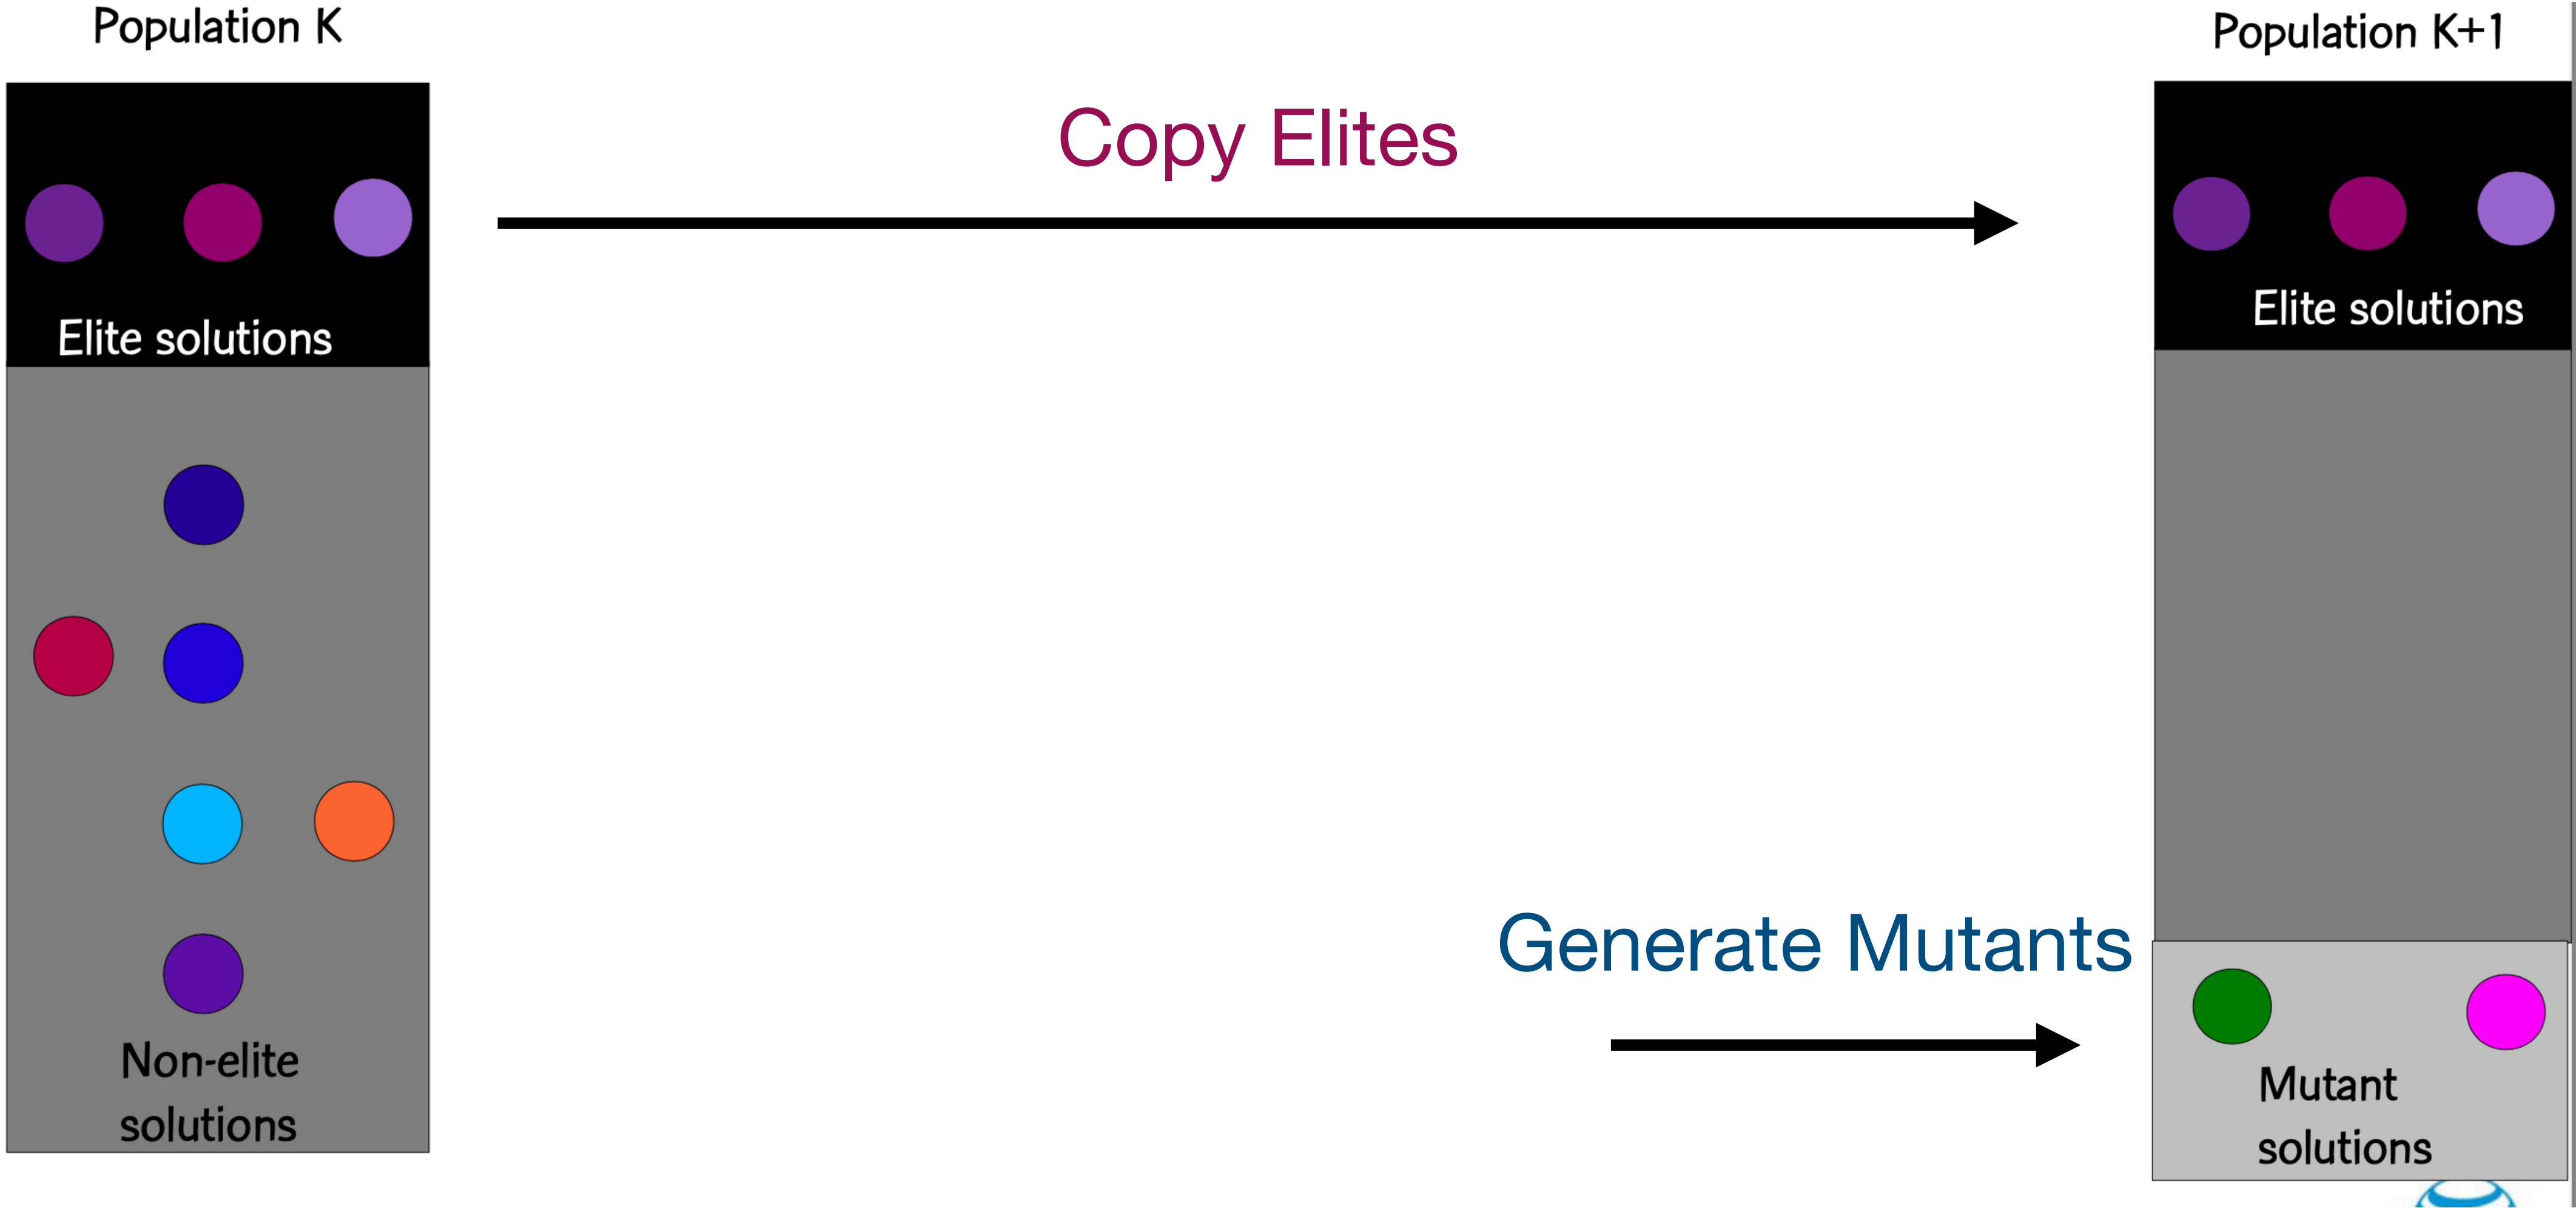 Population K
Population K+1
Copy Elites
Elite solutions
Elite solutions
Generate Mutants
Non-elite
solutions
Mutant
solutions